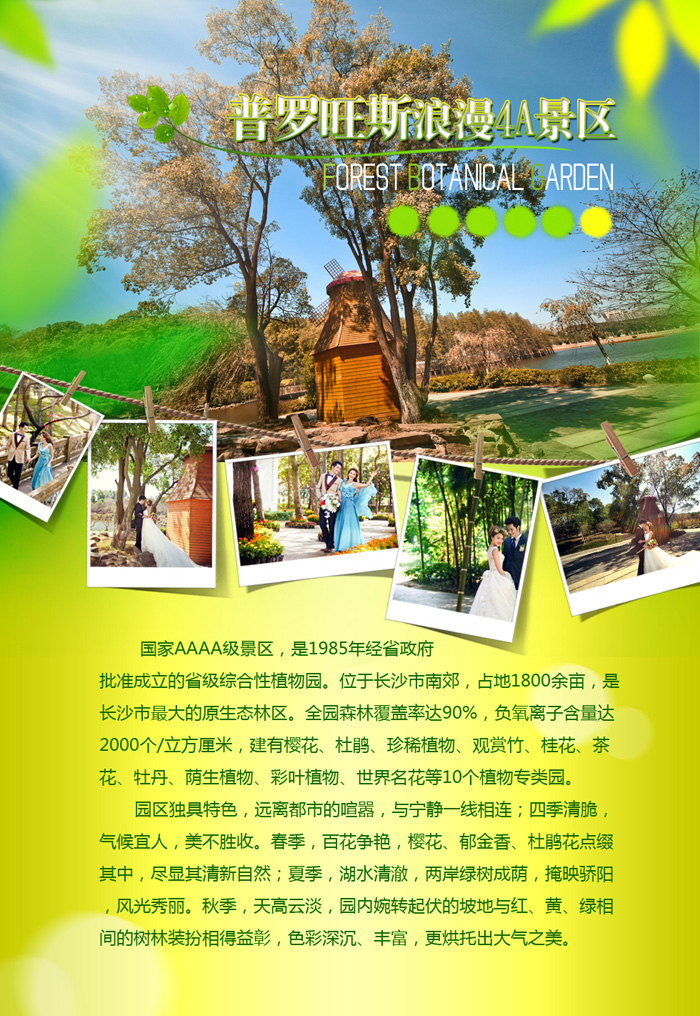 普罗旺斯浪漫4A景区
FOREST BOTANICAL GARDEN
国家AAAA级景区，是1985年经省政府
批准成立的省级综合性植物园。位于长沙市南郊，占地1800余亩，是
长沙市最大的原生态林区。全园森林覆盖率达90%，负氧离子含量达
2000个/立方厘米，建有樱花、杜鹃、珍稀植物、观赏竹、桂花、茶
花、牡丹、荫生植物、彩叶植物、世界名花等10个植物专类园。
园区独具特色，远离都市的喧嚣，与宁静一线相连；四季清脆，
气候宜人，美不胜收。春季，百花争艳，樱花、郁金香、杜鹃花点缀
其中，尽显其清新自然；夏季，湖水清澈，两岸绿树成荫，掩映骄阳
，风光秀丽。秋季，天高云淡，园内婉转起伏的坡地与红、黄、绿相
间的树林装扮相得益彰，色彩深沉、丰富，更烘托出大气之美。